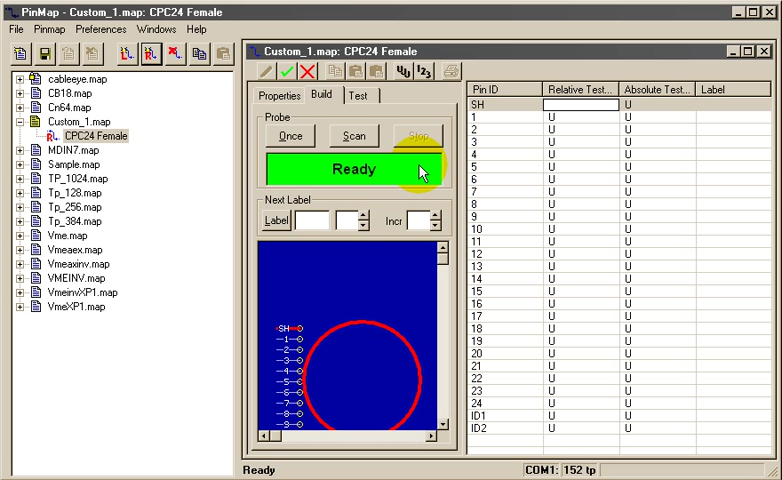 PinMap - Custom_1.map: CPC24 Female
File Pinmap Preferences Windows Help
cableeye.map
CB18.map
Cn64.map
Custom_1.map
CPC24 Female
MDIN7.map
Sample.map
TP_1024.map
Tp_128.map
Tp_256.map
Tp_384.map
Vme.map
Vmeaex.map
Vmeaxinv.map
VMEINV.map
VmeinvXP1.map
VmeXP1.map
Custom_1.map: CPC24 Female
Properties Build Test
Probe
Once Scan Stop
Ready
Next Label
Label Incr
SH
1
2
3
4
5
6
7
8
9
Pin ID Relative Test... Absolute Test... Label
SH U
1 U U
2 U U
3 U U
4 U U
5 U U
6 U U
7 U U
8 U U
9 U U
10 U U
11 U U
12 U U
13 U U
14 U U
15 U U
16 U U
17 U U
18 U U
19 U U
20 U U
21 U U
22 U U
23 U U
24 U U
ID1 U U
ID2 U U
Ready COM1: 152 tp